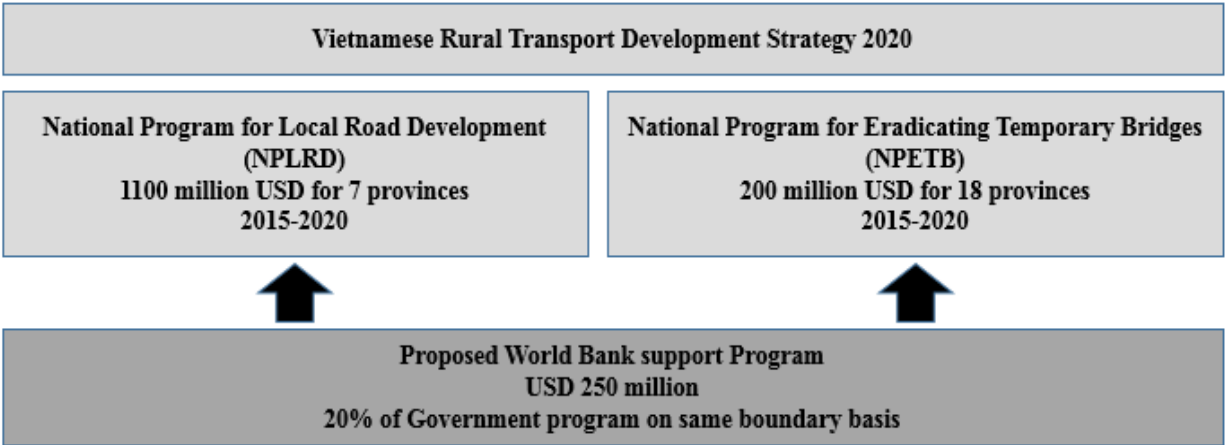 Vietnamese Rural Transport Development Strategy 2020
National Program for Local Road Development
(NPLRD)
1100 million USD for 7 provinces
2015-2020
National Program for Eradicating Temporary Bridges
(NPETB)
200 million USD for 18 provinces
2015-2020
Proposed World Bank support Program
USD 250 million
20% of Government program on same boundary basis